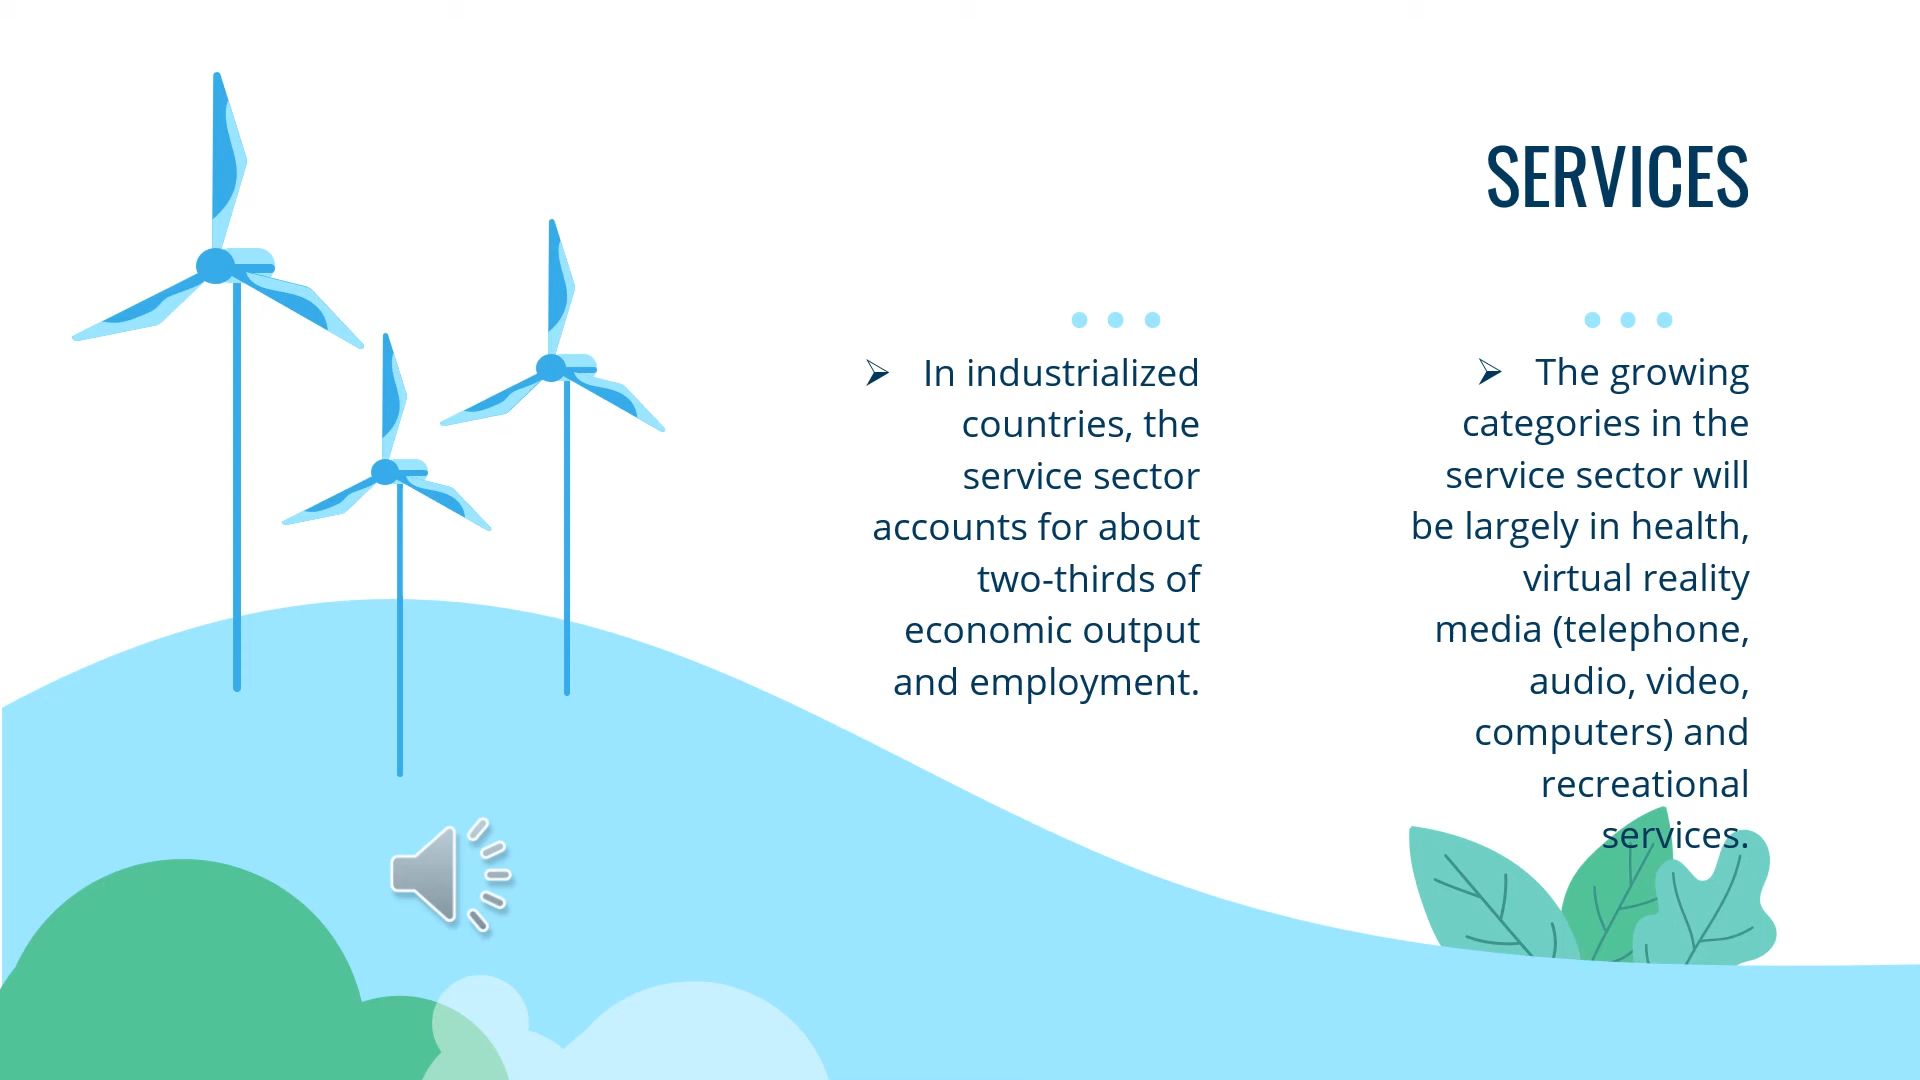 SERVICES
➢ In industrialized
countries, the
service sector
accounts for about
two-thirds of
economic output
and employment.
➢ The growing
categories in the
service sector will
be largely in health,
virtual reality
media (telephone,
audio, video,
computers) and
recreational
services.